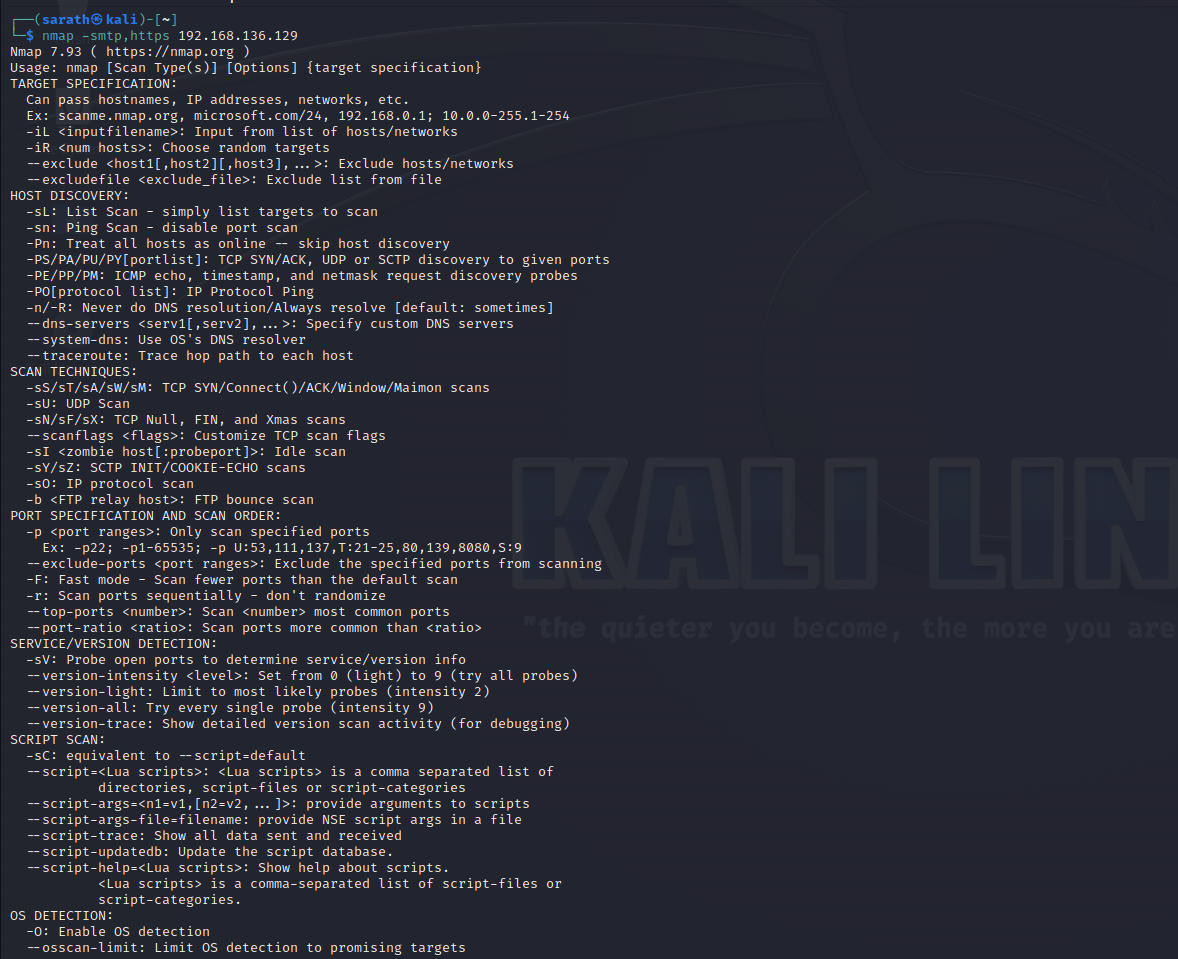 ┌──(sarath㉿kali)-[~]
└─$ nmap -smtp,https 192.168.136.129
Nmap 7.93 ( https://nmap.org )
Usage: nmap [Scan Type(s)] [Options] {target specification}
TARGET SPECIFICATION:
  Can pass hostnames, IP addresses, networks, etc.
  Ex: scanme.nmap.org, microsoft.com/24, 192.168.0.1; 10.0.0-255.1-254
  -iL <inputfilename>: Input from list of hosts/networks
  -iR <num hosts>: Choose random targets
  --exclude <host1[,host2][,host3],...>: Exclude hosts/networks
  --excludefile <exclude_file>: Exclude list from file
HOST DISCOVERY:
  -sL: List Scan - simply list targets to scan
  -sn: Ping Scan - disable port scan
  -Pn: Treat all hosts as online -- skip host discovery
  -PS/PA/PU/PY[portlist]: TCP SYN/ACK, UDP or SCTP discovery to given ports
  -PE/PP/PM: ICMP echo, timestamp, and netmask request discovery probes
  -PO[protocol list]: IP Protocol Ping
  -n/-R: Never do DNS resolution/Always resolve [default: sometimes]
  --dns-servers <serv1[,serv2],...>: Specify custom DNS servers
  --system-dns: Use OS's DNS resolver
  --traceroute: Trace hop path to each host
SCAN TECHNIQUES:
  -sS/sT/sA/sW/sM: TCP SYN/Connect()/ACK/Window/Maimon scans
  -sU: UDP Scan
  -sN/sF/sX: TCP Null, FIN, and Xmas scans
  --scanflags <flags>: Customize TCP scan flags
  -sI <zombie host[:probeport]>: Idle scan
  -sY/sZ: SCTP INIT/COOKIE-ECHO scans
  -sO: IP protocol scan
  -b <FTP relay host>: FTP bounce scan
PORT SPECIFICATION AND SCAN ORDER:
  -p <port ranges>: Only scan specified ports
    Ex: -p22; -p1-65535; -p U:53,111,137,T:21-25,80,139,8080,S:9
  --exclude-ports <port ranges>: Exclude the specified ports from scanning
  -F: Fast mode - Scan fewer ports than the default scan
  -r: Scan ports sequentially - don't randomize
  --top-ports <number>: Scan <number> most common ports
  --port-ratio <ratio>: Scan ports more common than <ratio>
SERVICE/VERSION DETECTION:
  -sV: Probe open ports to determine service/version info
  --version-intensity <level>: Set from 0 (light) to 9 (try all probes)
  --version-light: Limit to most likely probes (intensity 2)
  --version-all: Try every single probe (intensity 9)
  --version-trace: Show detailed version scan activity (for debugging)
SCRIPT SCAN:
  -sC: equivalent to --script=default
  --script=<Lua scripts>: <Lua scripts> is a comma separated list of
           directories, script-files or script-categories
  --script-args=<n1=v1,[n2=v2,...]>: provide arguments to scripts
  --script-args-file=filename: provide NSE script args in a file
  --script-trace: Show all data sent and received
  --script-updatedb: Update the script database.
  --script-help=<Lua scripts>: Show help about scripts.
           <Lua scripts> is a comma-separated list of script-files or
           script-categories.
OS DETECTION:
  -O: Enable OS detection
  --osscan-limit: Limit OS detection to promising targets
KALI LIN
"the quieter you become, the more you are